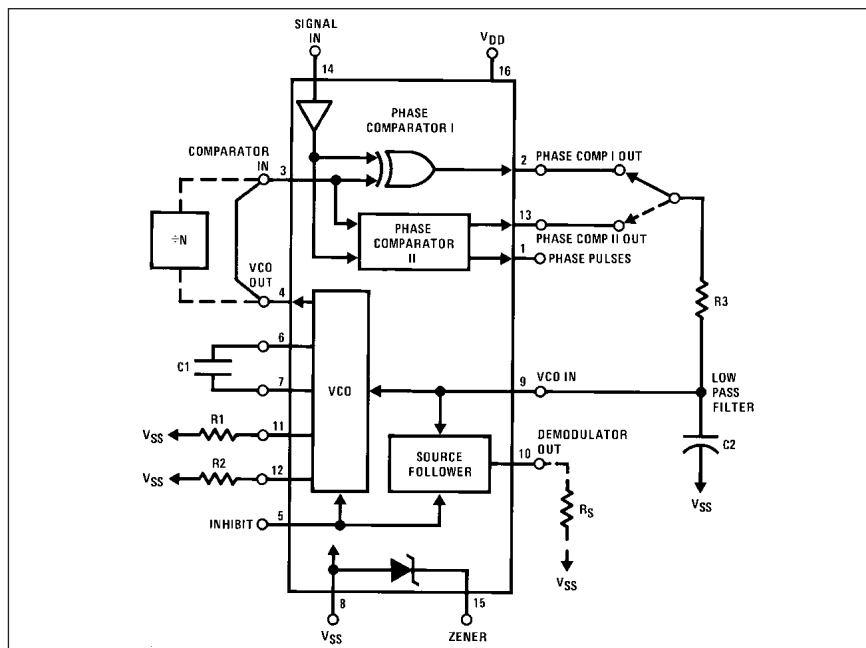 SIGNAL
IN
14
VDD
16
PHASE
COMPARATOR I
COMPARATOR
IN
3
2
PHASE COMP I OUT
÷N
PHASE
COMPARATOR
II
13
PHASE COMP II OUT
1
PHASE PULSES
VCO
OUT
4
R3
6
C1
7
VCO
9
VCO IN
LOW
PASS
FILTER
VSS
R1
11
DEMODULATOR
OUT
C2
SOURCE
FOLLOWER
10
VSS
R2
12
VSS
INHIBIT
5
RS
VSS
8
15
VSS
ZENER